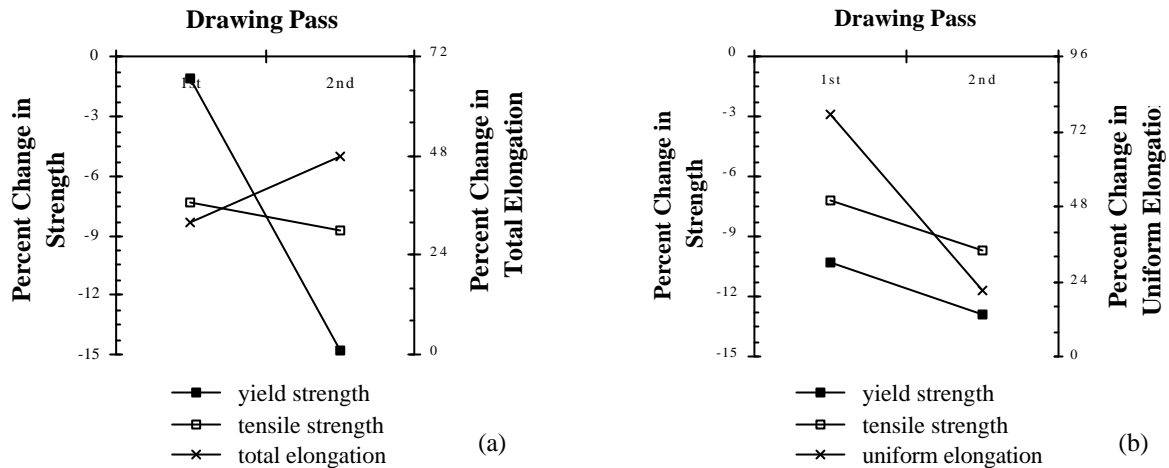 Drawing Pass
0
-3
-6
-9
-12
-15
1st
2nd
72
48
24
0
Percent Change in
Strength
Percent Change in
Total Elongation
yield strength
tensile strength
total elongation
(a)
Drawing Pass
0
-3
-6
-9
-12
-15
1st
2nd
96
72
48
24
0
Percent Change in
Strength
Percent Change in
Uniform Elongation
yield strength
tensile strength
uniform elongation
(b)